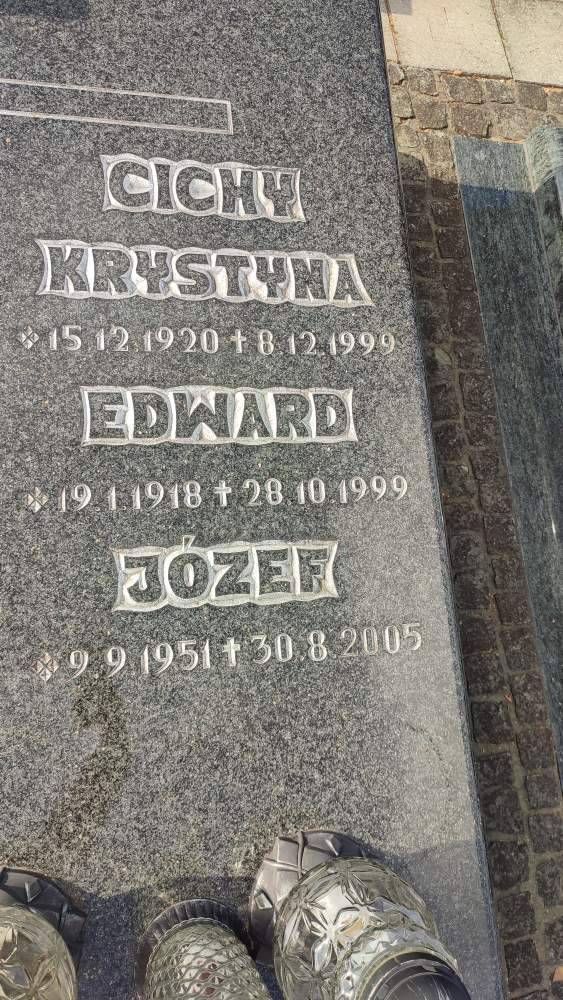 CICHY
KRYSTYNA
15.12.1920 ✝ 8.12.1999
EDWARD
19.1.1918 ✝ 28.10.1999
JÓZEF
9.9.1951 ✝ 30.8.2005